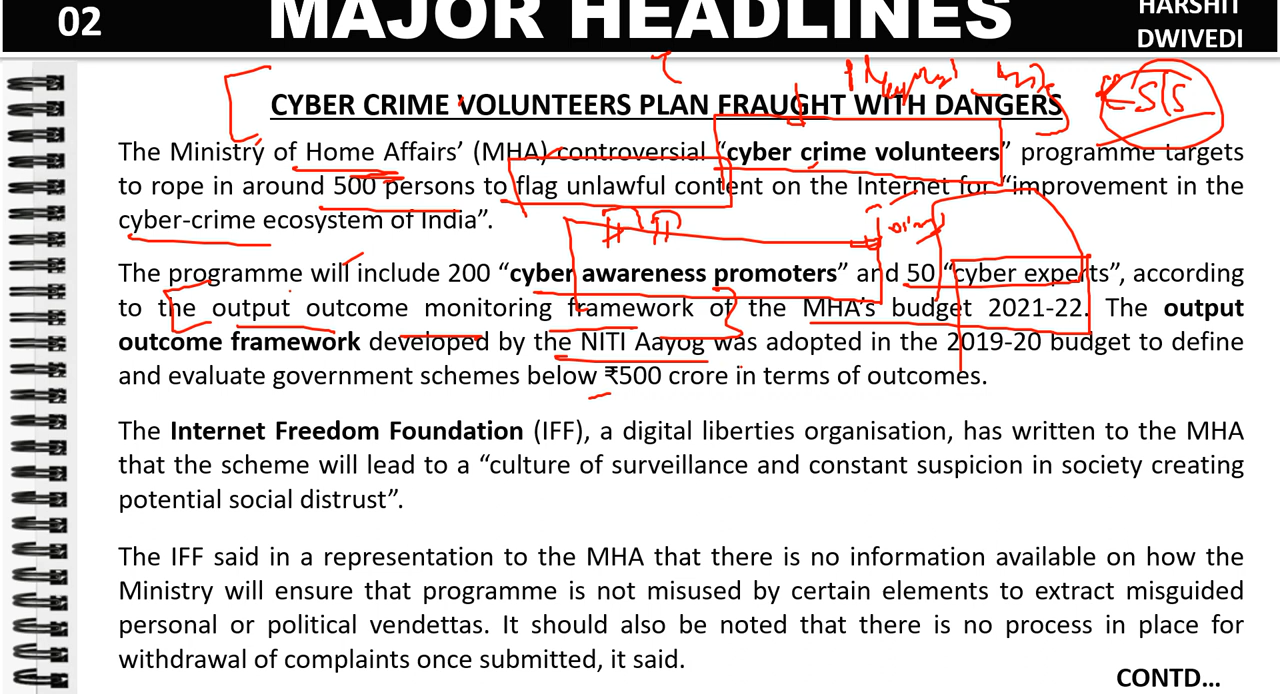 02
MAJOR HEADLINES
HARSHIT
DWIVEDI
CYBER CRIME VOLUNTEERS PLAN FRAUGHT WITH DANGERS
The Ministry of Home Affairs’ (MHA) controversial “cyber crime volunteers” programme targets
to rope in around 500 persons to flag unlawful content on the Internet for “improvement in the
cyber-crime ecosystem of India”.
The programme will include 200 “cyber awareness promoters” and 50 “cyber experts”, according
to the output outcome monitoring framework of the MHA’s budget 2021-22. The output
outcome framework developed by the NITI Aayog was adopted in the 2019-20 budget to define
and evaluate government schemes below ₹500 crore in terms of outcomes.
The Internet Freedom Foundation (IFF), a digital liberties organisation, has written to the MHA
that the scheme will lead to a “culture of surveillance and constant suspicion in society creating
potential social distrust”.
The IFF said in a representation to the MHA that there is no information available on how the
Ministry will ensure that programme is not misused by certain elements to extract misguided
personal or political vendettas. It should also be noted that there is no process in place for
withdrawal of complaints once submitted, it said.
CONTD...